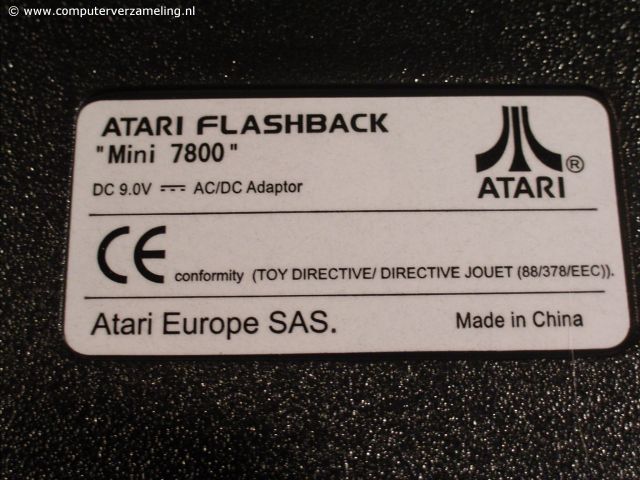 © www.computerverzameling.nl
ATARI FLASHBACK
"Mini 7800"
DC 9.0V ⎓ AC/DC Adaptor
ATARI®
CE conformity (TOY DIRECTIVE/ DIRECTIVE JOUET (88/378/EEC)).
Atari Europe SAS.
Made in China